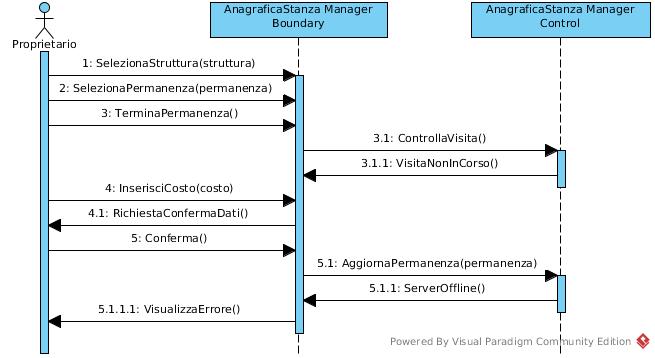 AnagraficaStanza Manager
Boundary
AnagraficaStanza Manager
Control
Proprietario
1: SelezionaStruttura(struttura)
2: SelezionaPermanenza(permanenza)
3: TerminaPermanenza()
3.1: ControllaVisita()
3.1.1: VisitaNonInCorso()
4: InserisciCosto(costo)
4.1: RichiestaConfermaDati()
5: Conferma()
5.1: AggiornaPermanenza(permanenza)
5.1.1: ServerOffline()
5.1.1.1: VisualizzaErrore()
Powered By Visual Paradigm Community Edition